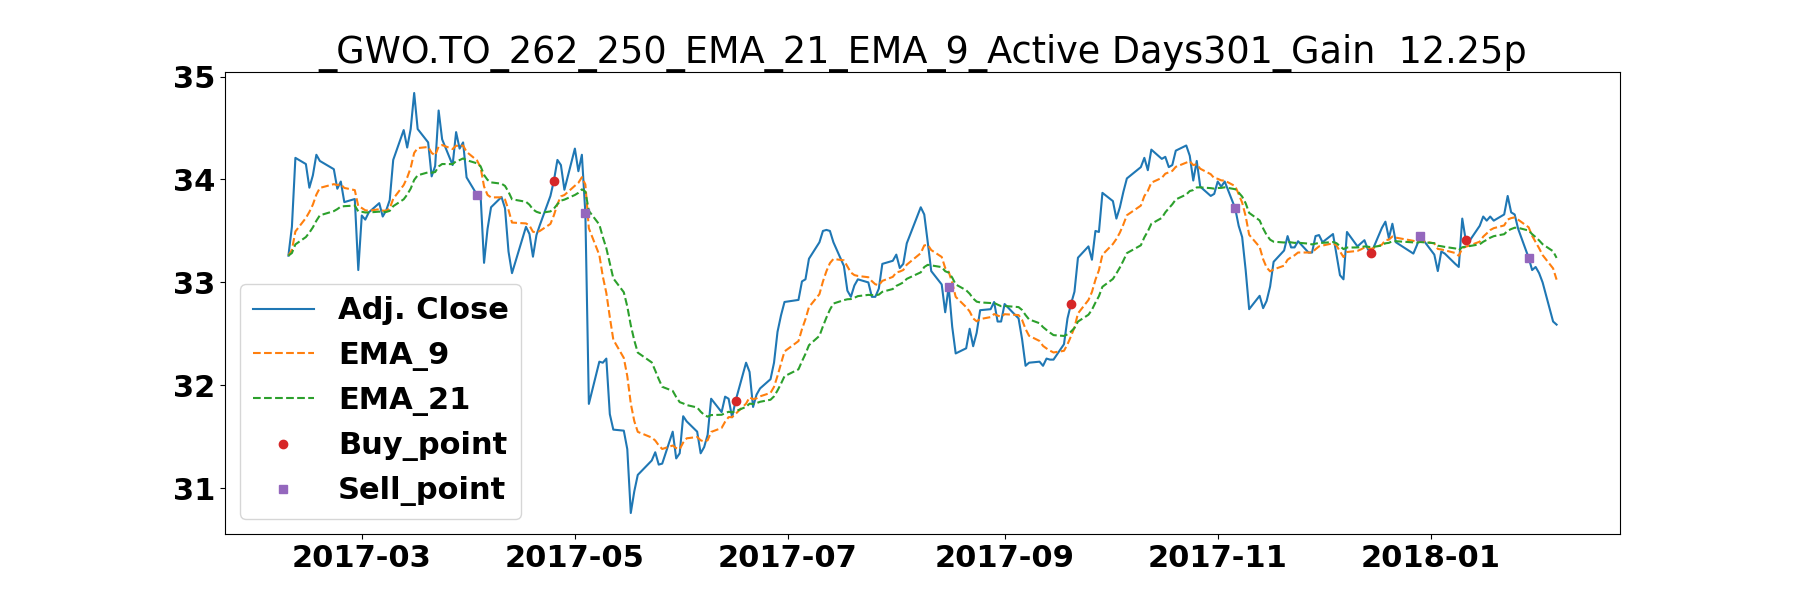 _GWO.TO_262_250_EMA_21_EMA_9_Active Days301_Gain  12.25p
35
34
33
32
31
Adj. Close
EMA_9
EMA_21
Buy_point
Sell_point
2017-03 2017-05 2017-07 2017-09 2017-11 2018-01